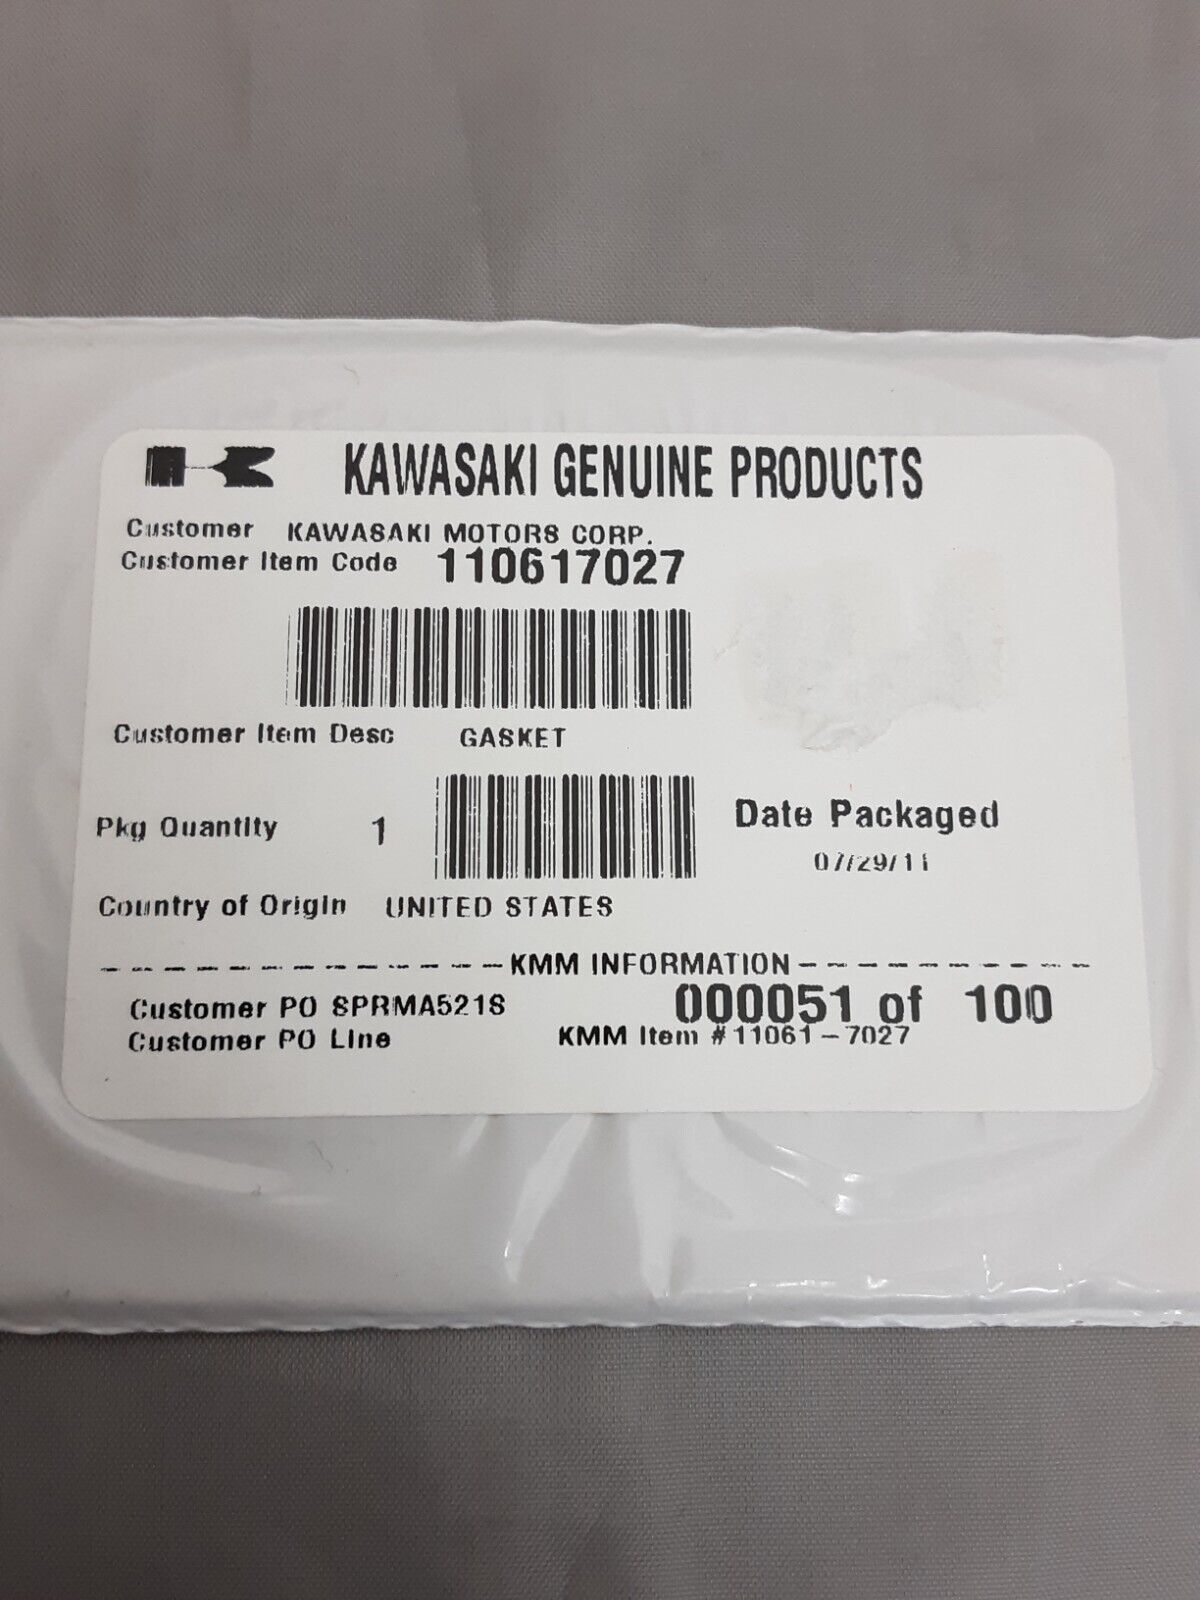 KAWASAKI GENUINE PRODUCTS
Customer KAWASAKI MOTORS CORP.
Customer Item Code 110617027
Customer Item Desc GASKET
Pkg Quantity 1
Date Packaged
07/29/11
Country of Origin UNITED STATES
KMM INFORMATION
Customer PO SPRMA521S 000051 of 100
Customer PO Line KMM Item #11061-7027